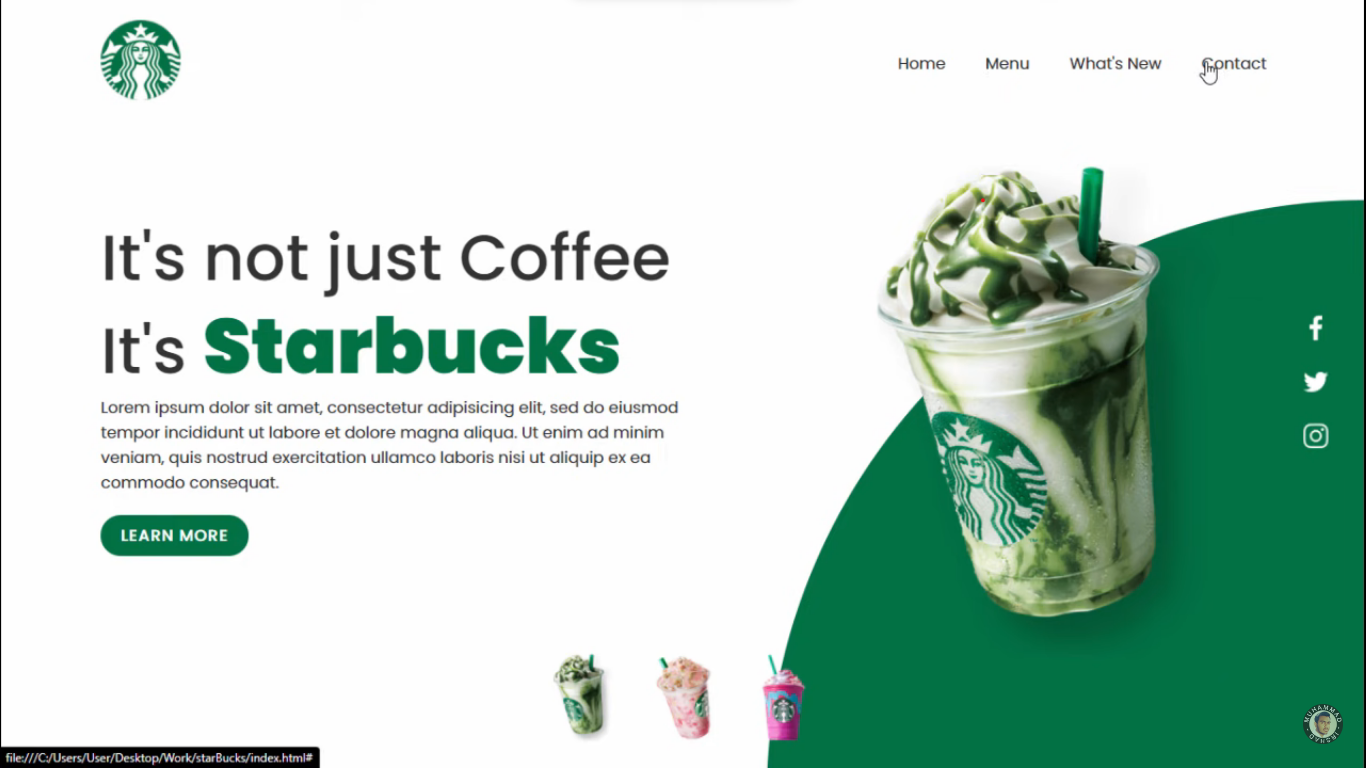 Home Menu What's New Contact
It's not just Coffee
It's Starbucks
Lorem ipsum dolor sit amet, consectetur adipisicing elit, sed do eiusmod
tempor incididunt ut labore et dolore magna aliqua. Ut enim ad minim
veniam, quis nostrud exercitation ullamco laboris nisi ut aliquip ex ea
commodo consequat.
LEARN MORE
MUHAMMAD
file:///C:/Users/User/Desktop/Work/starBucks/index.html#